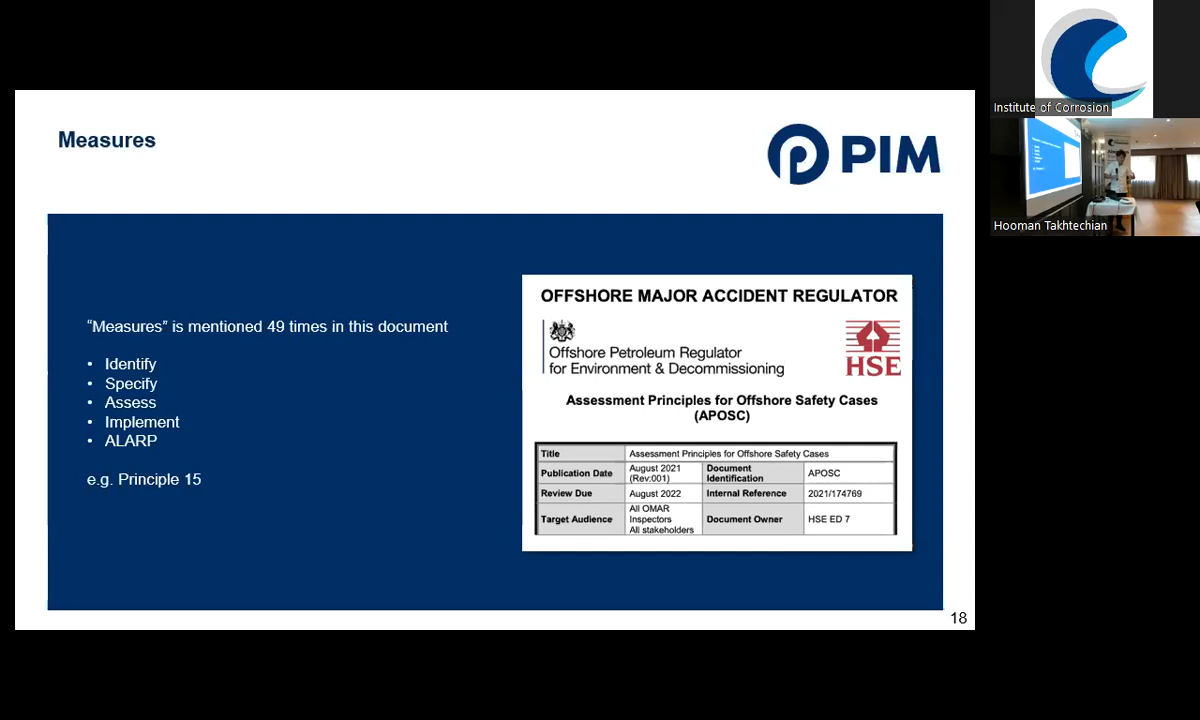 Measures
PIM
“Measures” is mentioned 49 times in this document
• Identify
• Specify
• Assess
• Implement
• ALARP
e.g. Principle 15
OFFSHORE MAJOR ACCIDENT REGULATOR
Offshore Petroleum Regulator
for Environment & Decommissioning
HSE
Assessment Principles for Offshore Safety Cases
(APOSC)
Title Assessment Principles for Offshore Safety Cases
Publication Date August 2021 (Rev:001) Document Identification APOSC
Review Due August 2022 Internal Reference 2021/174769
Target Audience All OMAR Inspectors All stakeholders Document Owner HSE ED 7
18
Institute of Corrosion
Hooman Takhtechian